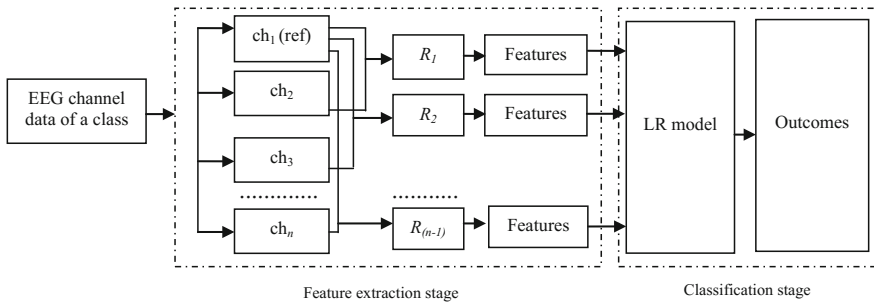 EEG channel
data of a class
ch₁ (ref)
ch₂
ch₃
chₙ
R₁
R₂
R₍ₙ₋₁₎
Features
Features
Features
LR model
Outcomes
Feature extraction stage
Classification stage